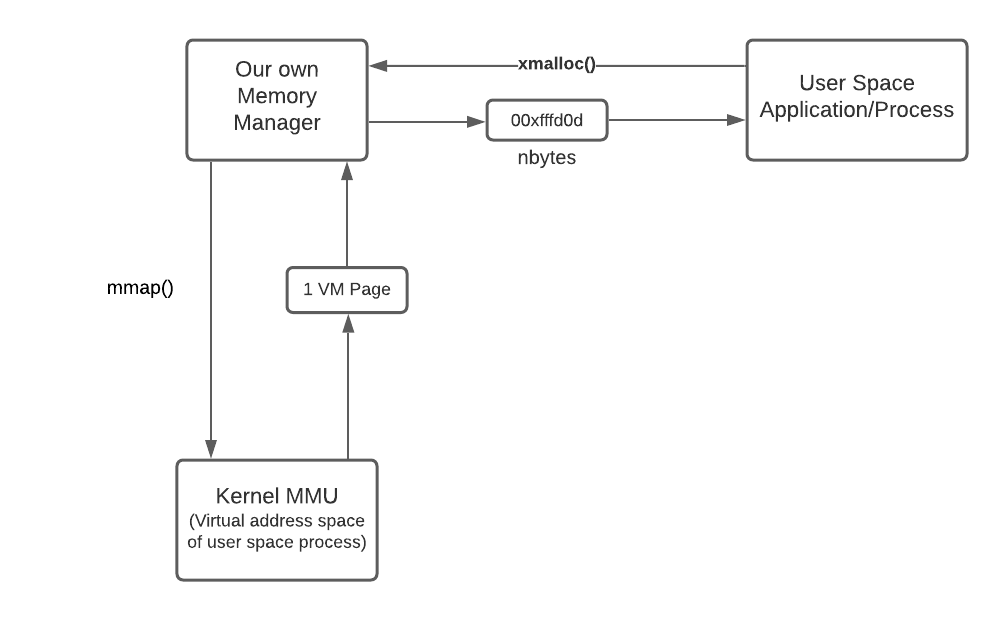 Our own
Memory
Manager
xmalloc()
User Space
Application/Process
00xfffd0d
nbytes
mmap()
1 VM Page
Kernel MMU
(Virtual address space
of user space process)